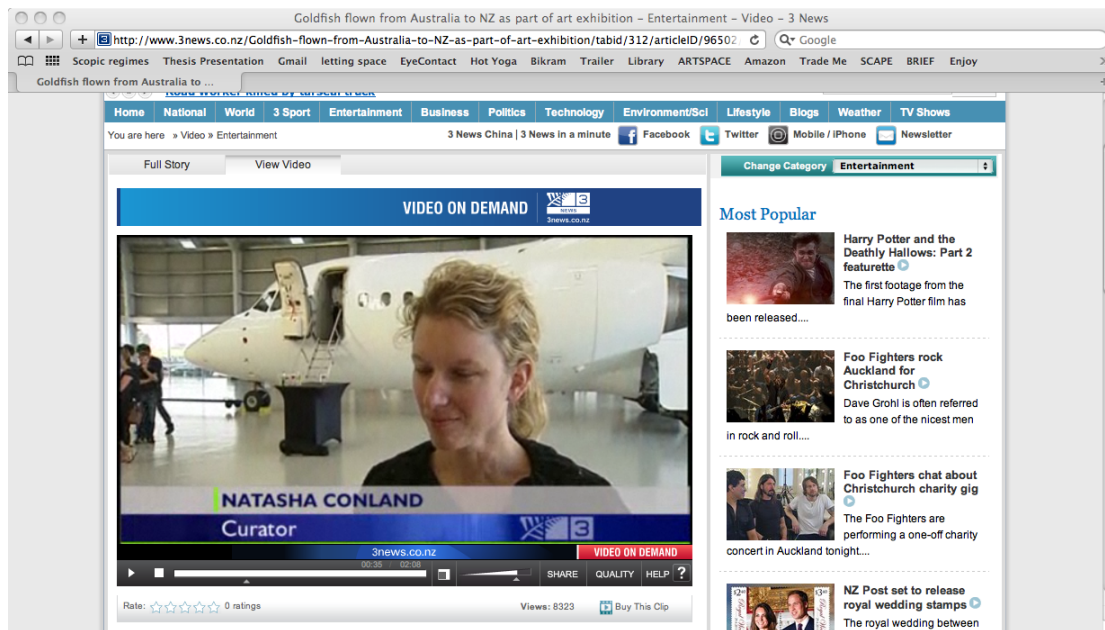 Goldfish flown from Australia to NZ as part of art exhibition – Entertainment – Video – 3 News
http://www.3news.co.nz/Goldfish-flown-from-Australia-to-NZ-as-part-of-art-exhibition/tabid/312/articleID/96502
Google
Scopic regimes Thesis Presentation Gmail letting space EyeContact Hot Yoga Bikram Trailer Library ARTSPACE Amazon Trade Me SCAPE BRIEF Enjoy
Goldfish flown from Australia to ...
Road worker killed by tarseal truck
Home National World 3 Sport Entertainment Business Politics Technology Environment/Sci Lifestyle Blogs Weather TV Shows
You are here » Video » Entertainment
3 News China | 3 News in a minute Facebook Twitter Mobile / iPhone Newsletter
Full Story View Video
Change Category Entertainment
VIDEO ON DEMAND
3
NEWS
3news.co.nz
NATASHA CONLAND
Curator
3
3news.co.nz
VIDEO ON DEMAND
00:35 / 02:08
SHARE QUALITY HELP ?
Rate: 0 ratings
Views: 8323
Buy This Clip
Most Popular
Harry Potter and the
Deathly Hallows: Part 2
featurette
The first footage from the
final Harry Potter film has
been released....
Foo Fighters rock
Auckland for
Christchurch
Dave Grohl is often referred
to as one of the nicest men
in rock and roll....
Foo Fighters chat about
Christchurch charity gig
The Foo Fighters are
performing a one-off charity
concert in Auckland tonight....
NZ Post set to release
royal wedding stamps
The royal wedding between